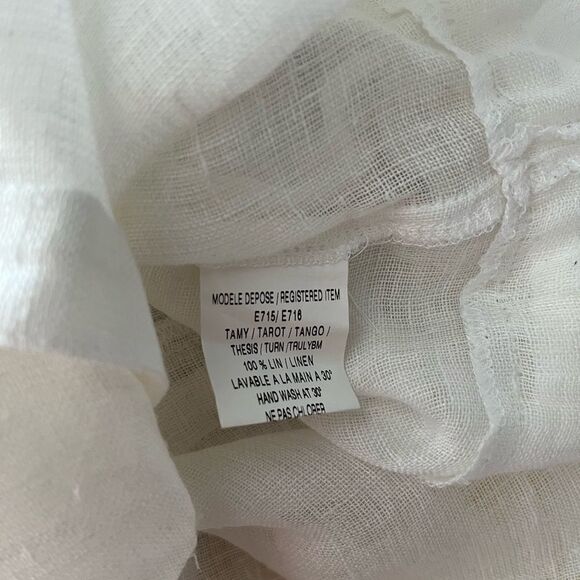 MODELE DEPOSE / REGISTERED ITEM
E715/ E716
TAMY / TAROT / TANGO /
THESIS / TURN /TRULYBM
100 % LIN / LINEN
LAVABLE A LA MAIN A 30°
HAND WASH AT 30°
NE PAS CHLORER